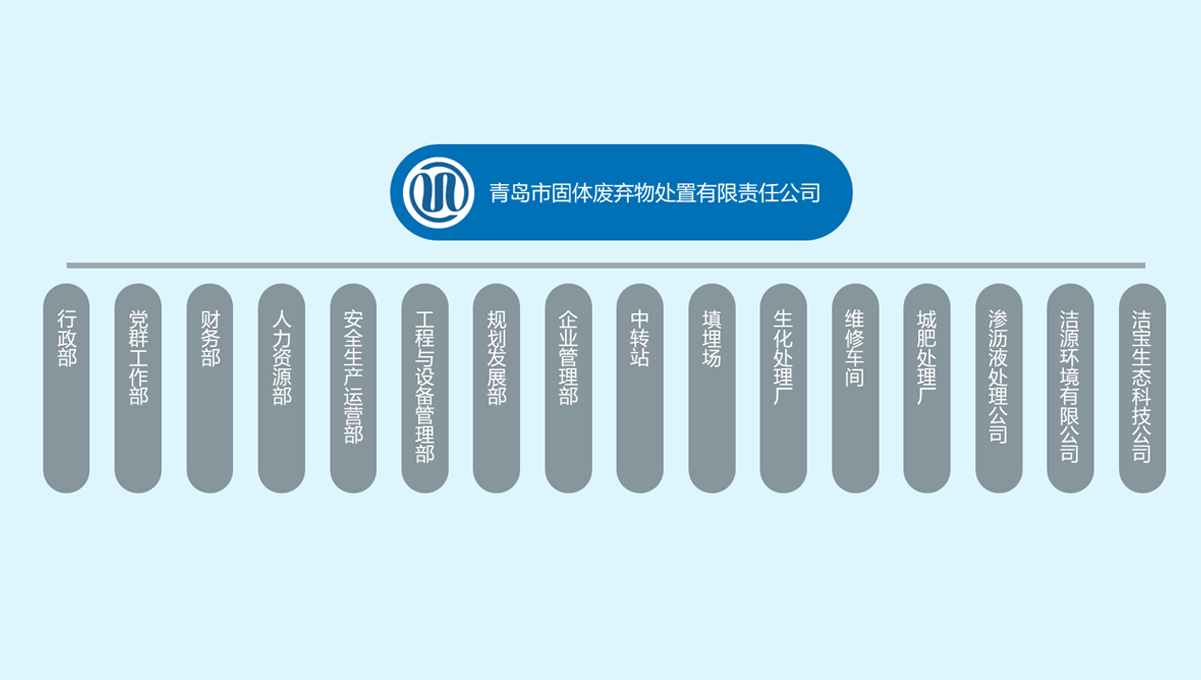 青岛市固体废弃物处置有限责任公司
行政部
党群工作部
财务部
人力资源部
安全生产运营部
工程与设备管理部
规划发展部
企业管理部
中转站
填埋场
生化处理厂
维修车间
城肥处理厂
渗沥液处理公司
洁源环境有限公司
洁宝生态科技公司